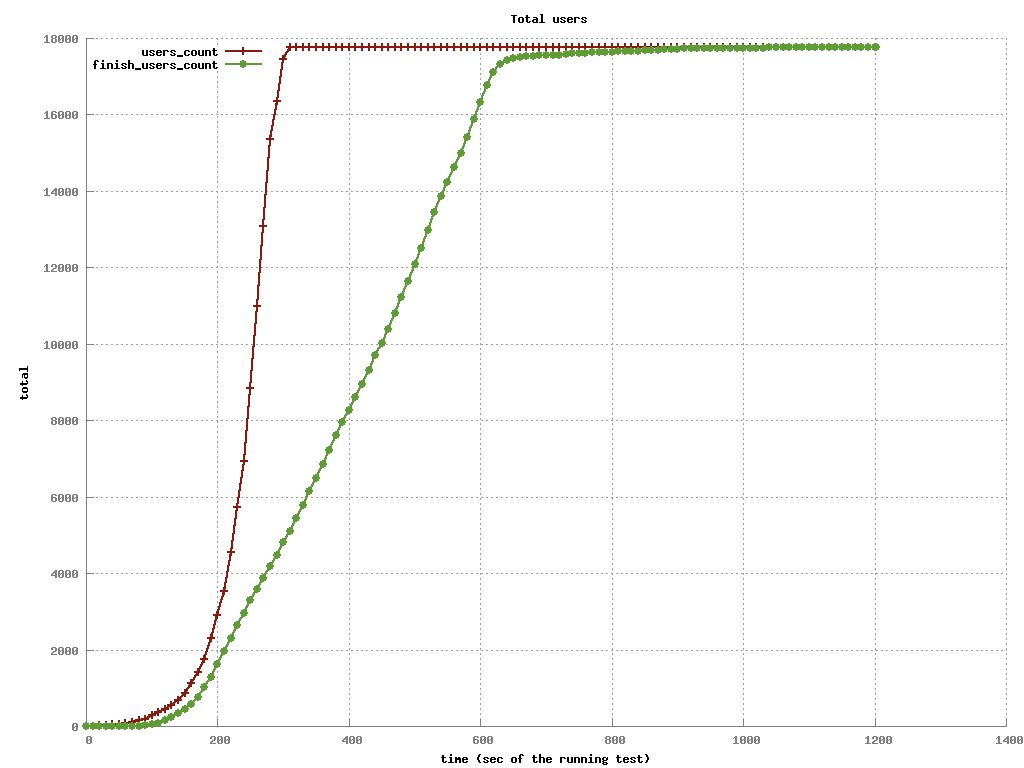 Total users
users_count
finish_users_count
18000
16000
14000
12000
10000
8000
6000
4000
2000
0
total
0 200 400 600 800 1000 1200 1400
time (sec of the running test)